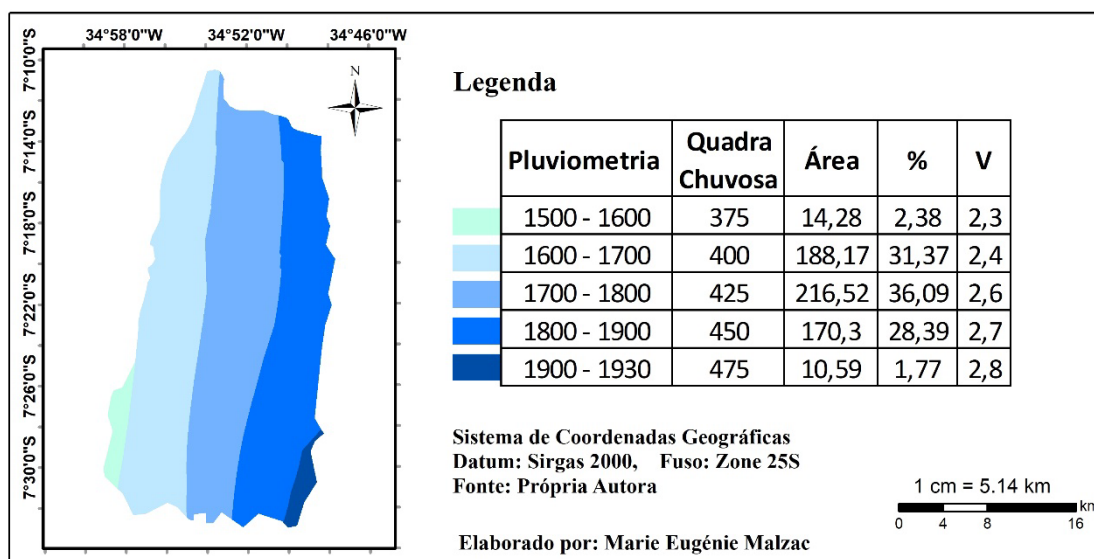 34°58'0"W 34°52'0"W 34°46'0"W
7°10'0"S
7°14'0"S
7°18'0"S
7°22'0"S
7°26'0"S
7°30'0"S
N
Legenda
Pluviometria Quadra Chuvosa Área % V
1500 - 1600 375 14,28 2,38 2,3
1600 - 1700 400 188,17 31,37 2,4
1700 - 1800 425 216,52 36,09 2,6
1800 - 1900 450 170,3 28,39 2,7
1900 - 1930 475 10,59 1,77 2,8
Sistema de Coordenadas Geográficas
Datum: Sirgas 2000, Fuso: Zone 25S
Fonte: Própria Autora
1 cm = 5.14 km
km
0 4 8 16
Elaborado por: Marie Eugénie Malzac